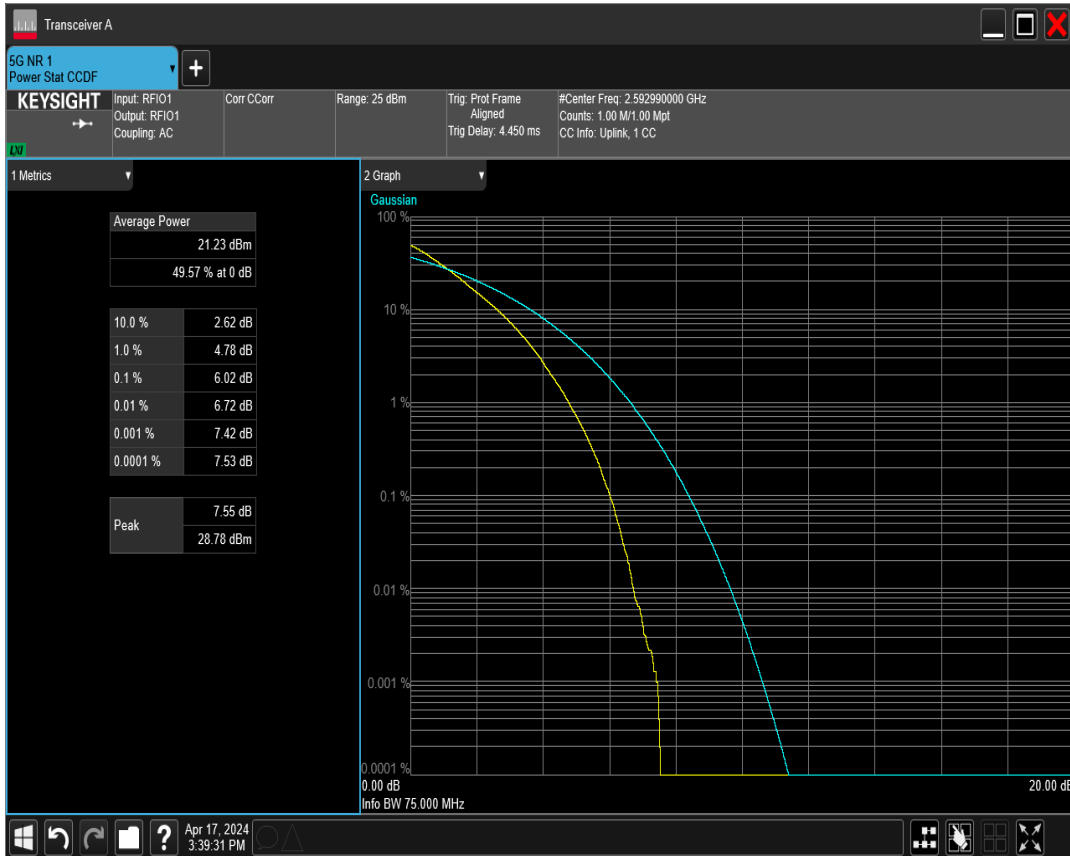 Transceiver A
5G NR 1
Power Stat CCDF
KEYSIGHT
LXI
Input: RFIO1
Output: RFIO1
Coupling: AC
Corr CCorr
Range: 25 dBm
Trig: Prot Frame
Aligned
Trig Delay: 4.450 ms
#Center Freq: 2.592990000 GHz
Counts: 1.00 M/1.00 Mpt
CC Info: Uplink, 1 CC
1 Metrics
Average Power
21.23 dBm
49.57 % at 0 dB
10.0 % 2.62 dB
1.0 % 4.78 dB
0.1 % 6.02 dB
0.01 % 6.72 dB
0.001 % 7.42 dB
0.0001 % 7.53 dB
Peak
7.55 dB
28.78 dBm
2 Graph
Gaussian
100 %
10 %
1 %
0.1 %
0.01 %
0.001 %
0.0001 %
0.00 dB 20.00 dB
Info BW 75.000 MHz
? Apr 17, 2024
3:39:31 PM